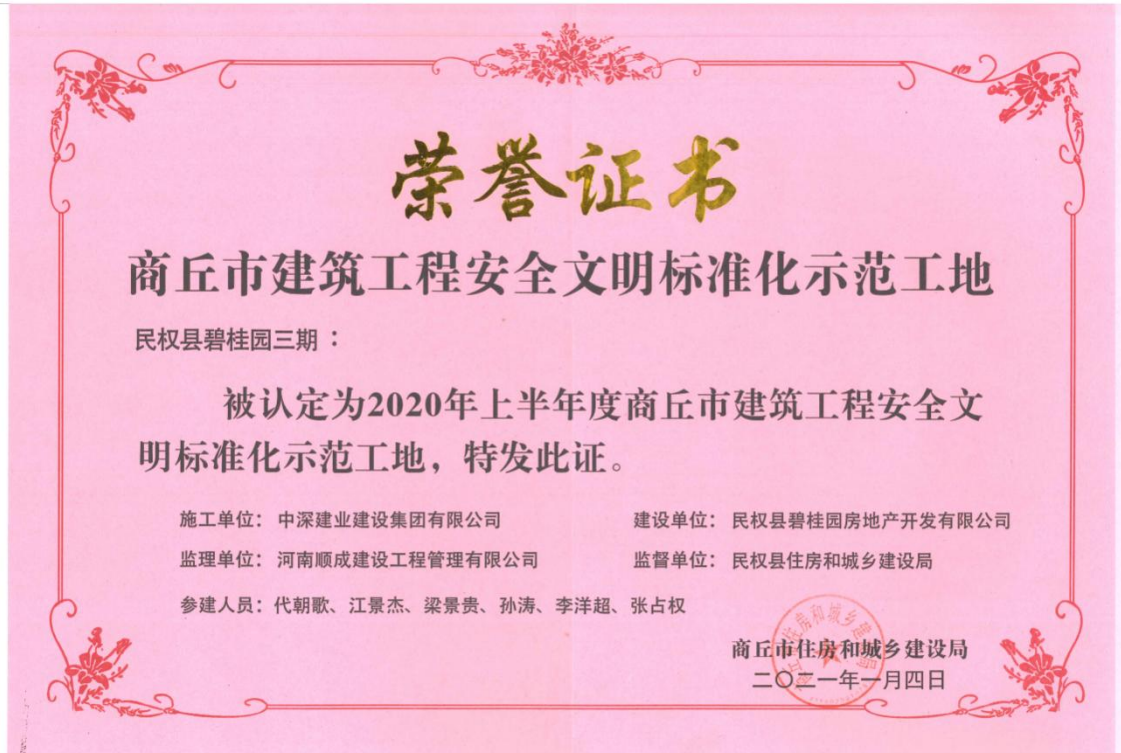 荣誉证书
商丘市建筑工程安全文明标准化示范工地
民权县碧桂园三期：
被认定为2020年上半年度商丘市建筑工程安全文
明标准化示范工地，特发此证。
施工单位：中深建业建设集团有限公司 建设单位：民权县碧桂园房地产开发有限公司
监理单位：河南顺成建设工程管理有限公司 监督单位：民权县住房和城乡建设局
参建人员：代朝歌、江景杰、梁景贵、孙涛、李洋超、张占权
商丘市住房和城乡建设局
二〇二一年一月四日